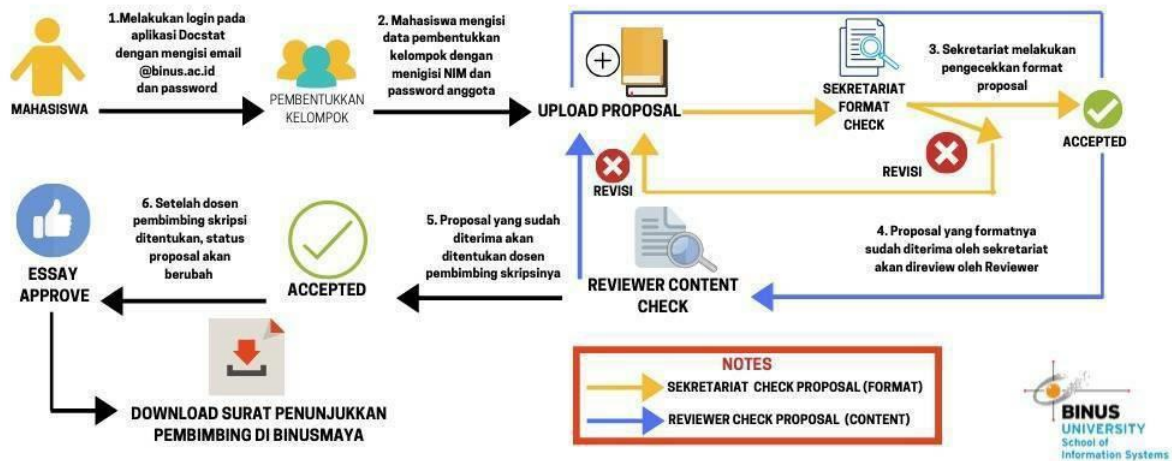 1.Melakukan login pada
aplikasi Docstat
dengan mengisi email
@binus.ac.id
dan password
MAHASISWA
PEMBENTUKKAN
KELOMPOK
2. Mahasiswa mengisi
data pembentukkan
kelompok dengan
menigisi NIM dan
password anggota
UPLOAD PROPOSAL
SEKRETARIAT
FORMAT
CHECK
3. Sekretariat melakukan
pengecekkan format
proposal
ACCEPTED
REVISI
REVISI
4. Proposal yang formatnya
sudah diterima oleh sekretariat
akan direview oleh Reviewer
REVIEWER CONTENT
CHECK
5. Proposal yang sudah
diterima akan
ditentukan dosen
pembimbing skripsinya
ACCEPTED
6. Setelah dosen
pembimbing skripsi
ditentukan, status
proposal akan
berubah
ESSAY
APPROVE
DOWNLOAD SURAT PENUNJUKKAN
PEMBIMBING DI BINUSMAYA
NOTES
SEKRETARIAT CHECK PROPOSAL (FORMAT)
REVIEWER CHECK PROPOSAL (CONTENT)
BINUS
UNIVERSITY
School of
Information Systems